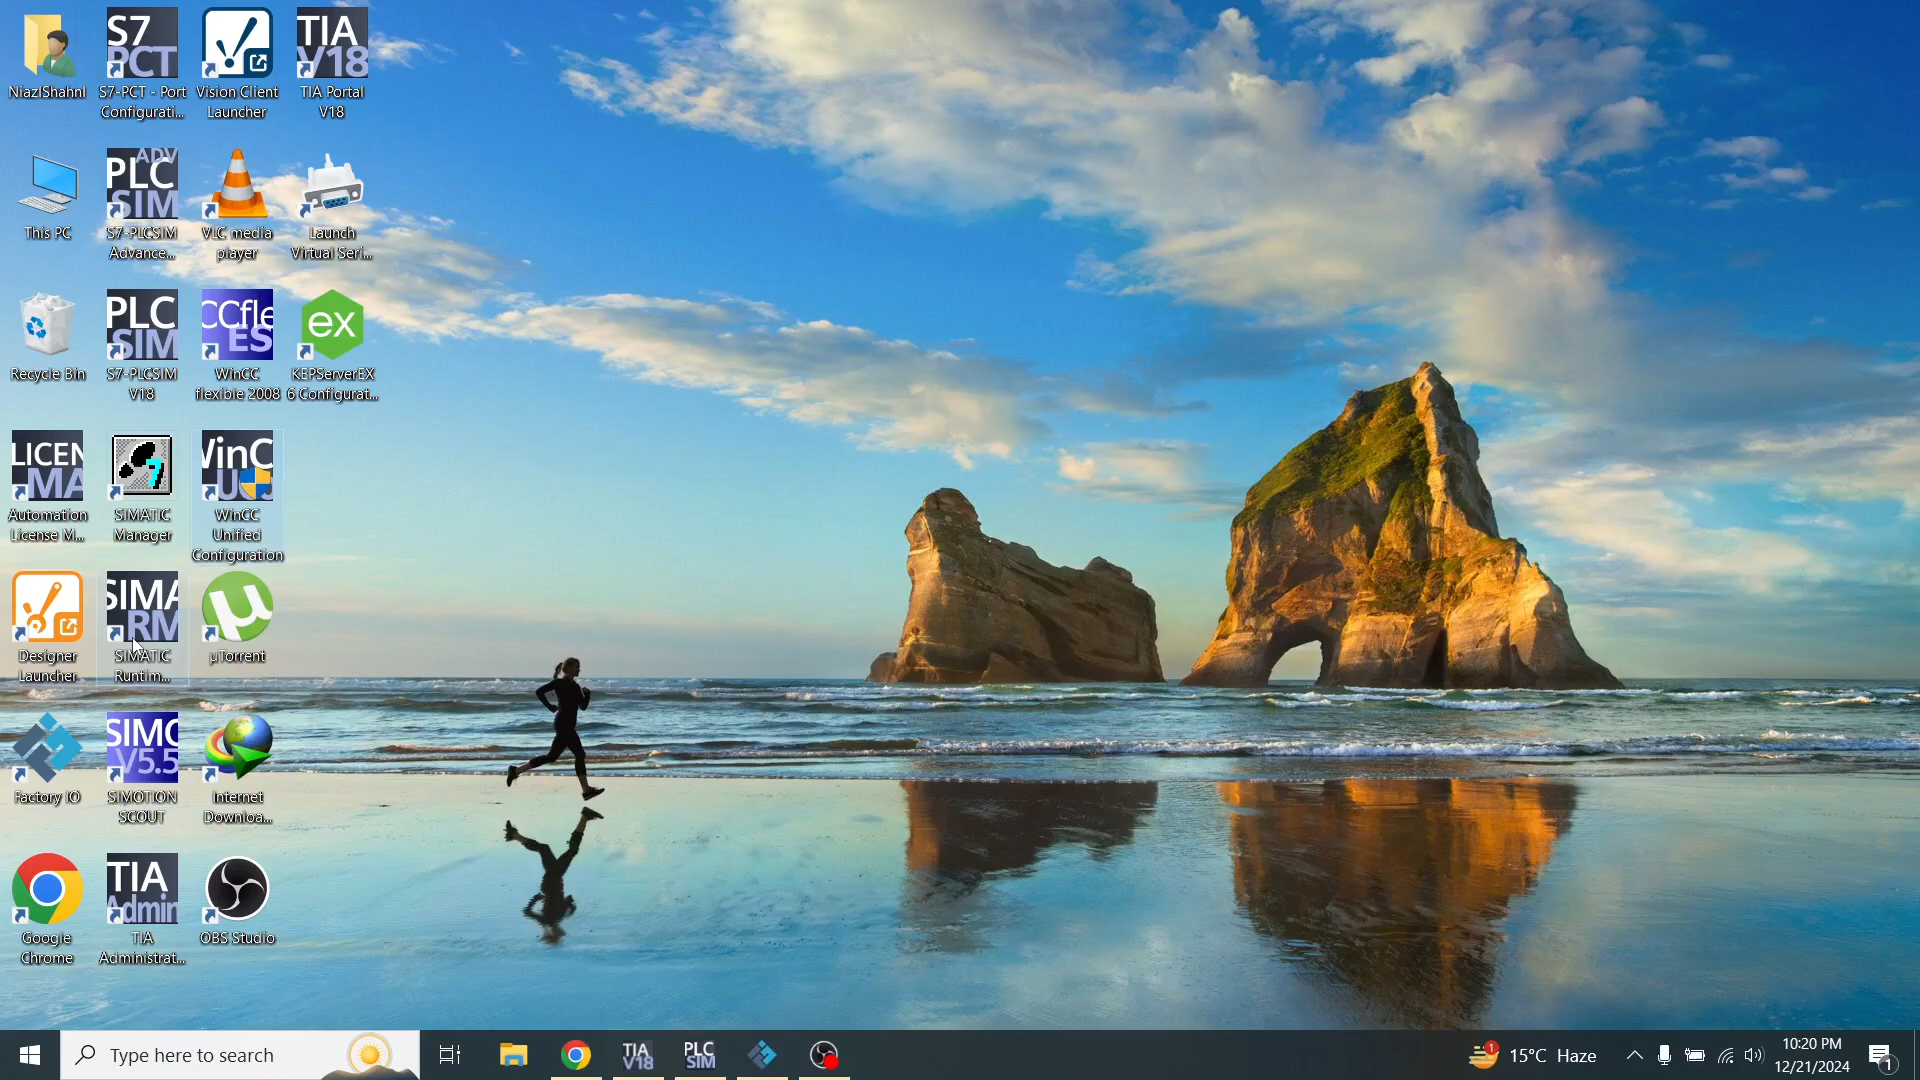 S7
PCT
TIA
V18
NiazIShahnI
S7-PCT - Port
Configurati...
Vision Client
Launcher
TIA Portal
V18
ADV
PLC
SIM
This PC
S7-PLCSIM
Advance...
VLC media
player
Launch
Virtual Seri...
PLC
SIM
CCfle
ES
ex
Recycle Bin
S7-PLCSIM
V18
WinCC
flexible 2008
KEPServerEX
6 Configurat...
LICEN
MA
7
WinC
Automation
License M...
SIMATIC
Manager
WinCC
Unified
Configuration
SIMA
RM
µ
Designer
Launcher
SIMATIC
Runtim...
µTorrent
SIMO
V5.5
Factory IO
SIMOTION
SCOUT
Internet
Downloa...
TIA
Admin
Google
Chrome
TIA
Administrat...
OBS Studio
Type here to search
TIA
V18
PLC
SIM
1
15°C Haze
10:20 PM
12/21/2024
1